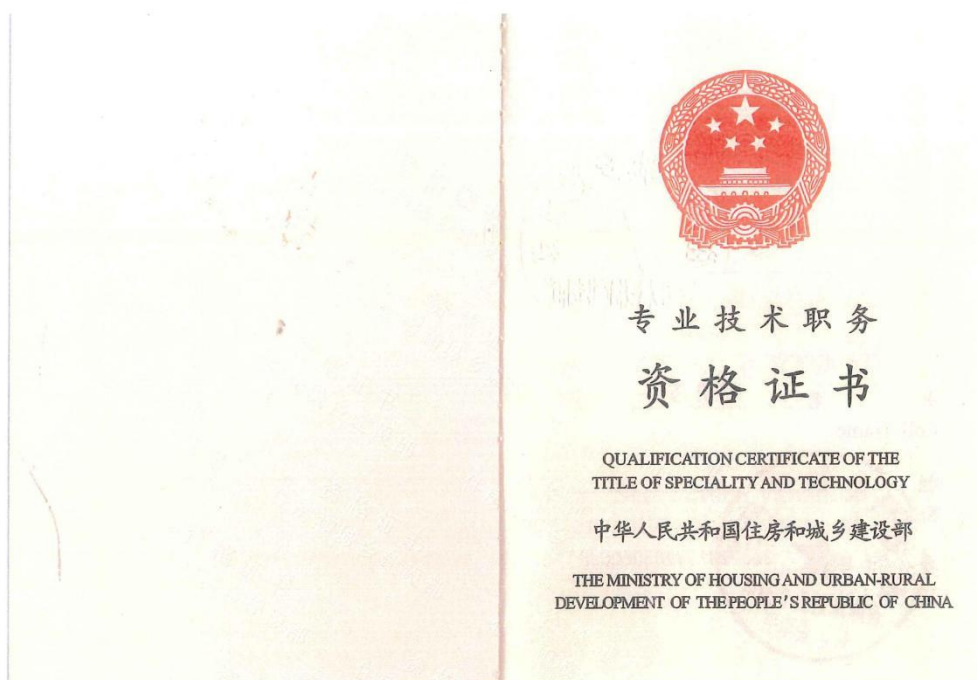 专业技术职务
资格证书
QUALIFICATION CERTIFICATE OF THE
TITLE OF SPECIALITY AND TECHNOLOGY
中华人民共和国住房和城乡建设部
THE MINISTRY OF HOUSING AND URBAN-RURAL
DEVELOPMENT OF THE PEOPLE'S REPUBLIC OF CHINA